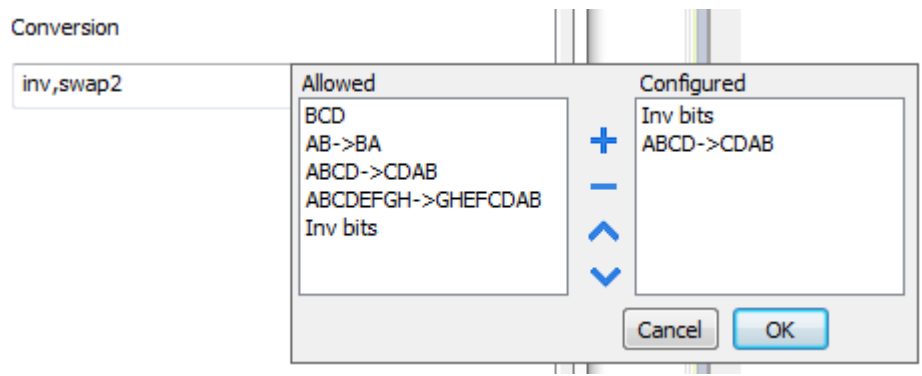 Conversion
inv,swap2
Allowed
BCD
AB->BA
ABCD->CDAB
ABCDEFGH->GHEFCDAB
Inv bits
Configured
Inv bits
ABCD->CDAB
Cancel
OK